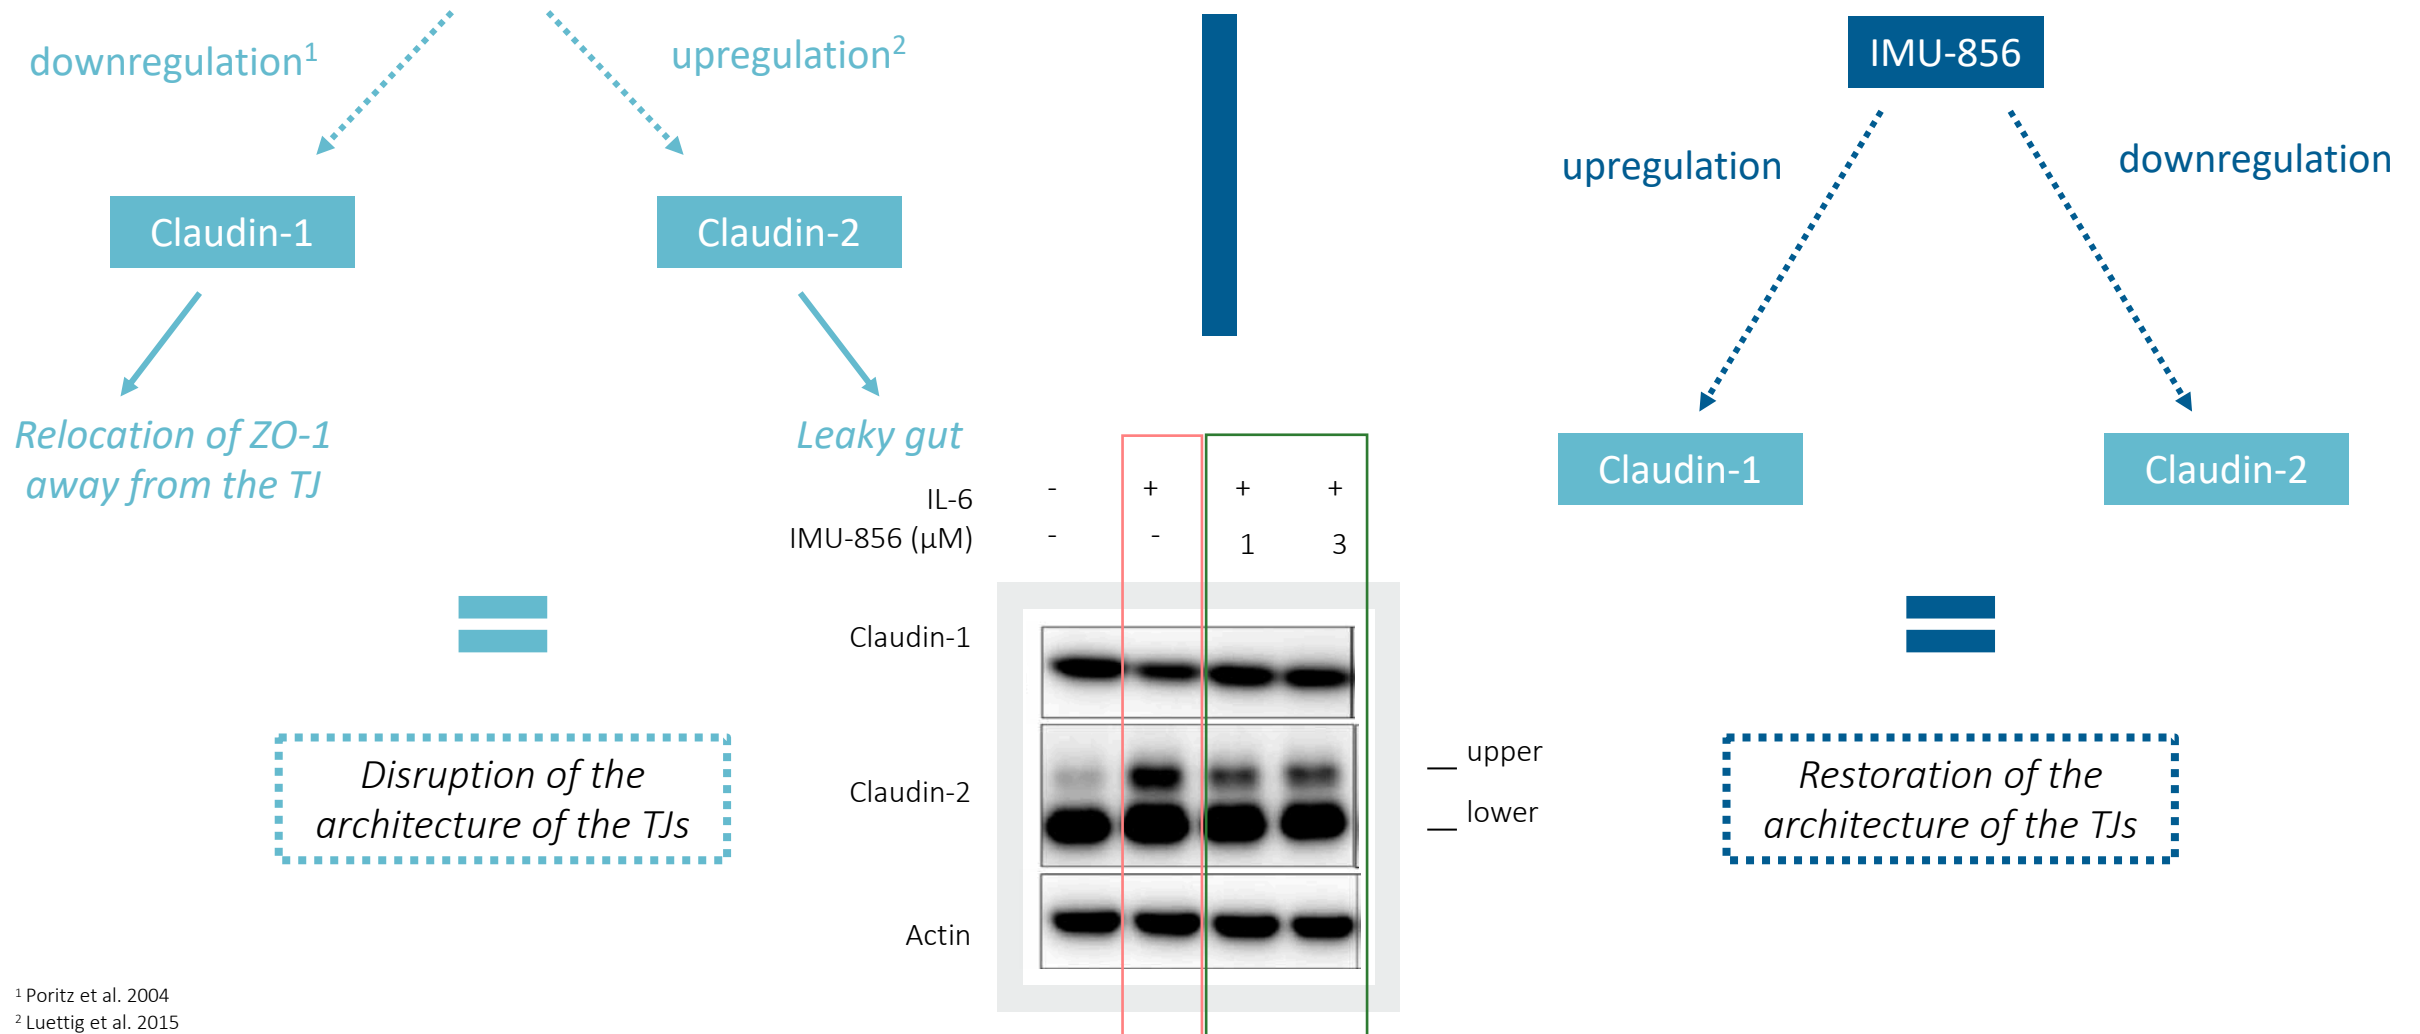 downregulation1
upregulation2
Claudin-1
Claudin-2
Relocation of ZO-1
away from the TJ
Leaky gut
Disruption of the
architecture of the TJs
IL-6 - + + +
IMU-856 (µM) - - 1 3
Claudin-1
Claudin-2
upper
lower
Actin
IMU-856
upregulation
downregulation
Claudin-1
Claudin-2
Restoration of the
architecture of the TJs
1 Poritz et al. 2004
2 Luettig et al. 2015